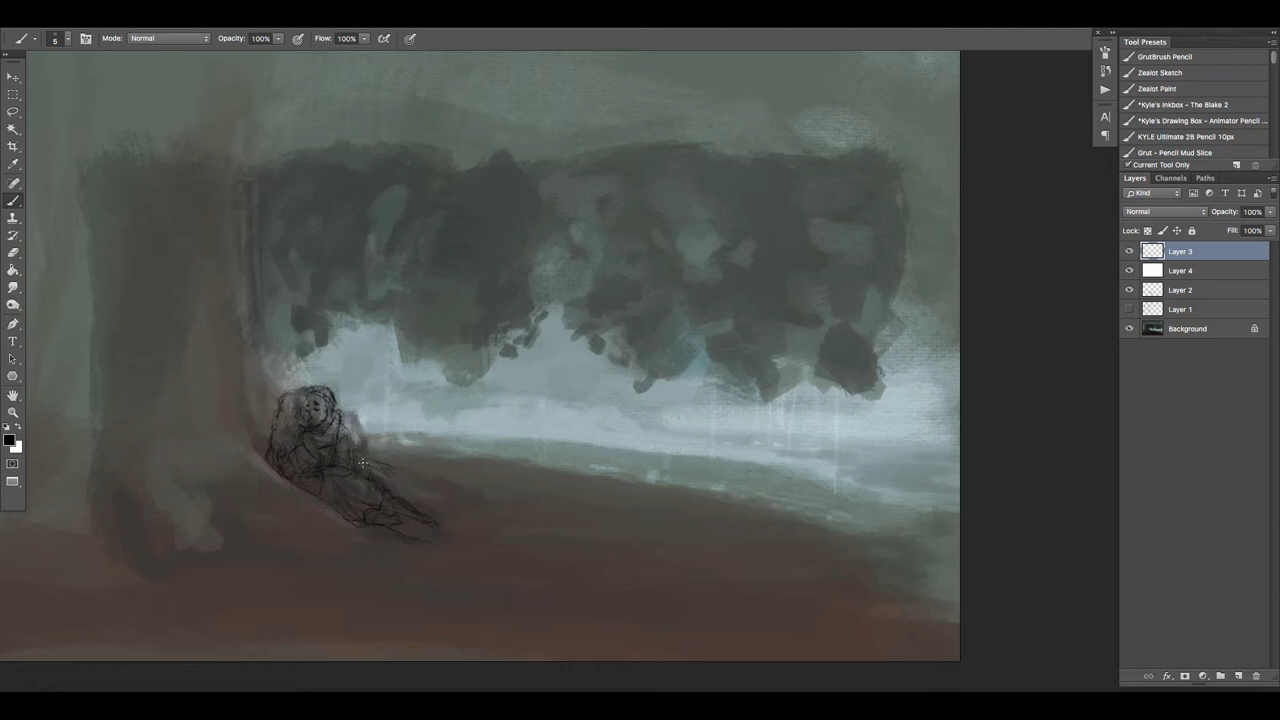 5 Mode: Normal Opacity: 100% Flow: 100%
Tool Presets
GrutBrush Pencil
Zealot Sketch
Zealot Paint
*Kyle's Inkbox - The Blake 2
*Kyle's Drawing Box - Animator Pencil ...
KYLE Ultimate 2B Pencil 10px
Grut - Pencil Mud Slice
Current Tool Only
Layers Channels Paths
Kind
Normal Opacity: 100%
Lock: Fill: 100%
Layer 3
Layer 4
Layer 2
Layer 1
Background